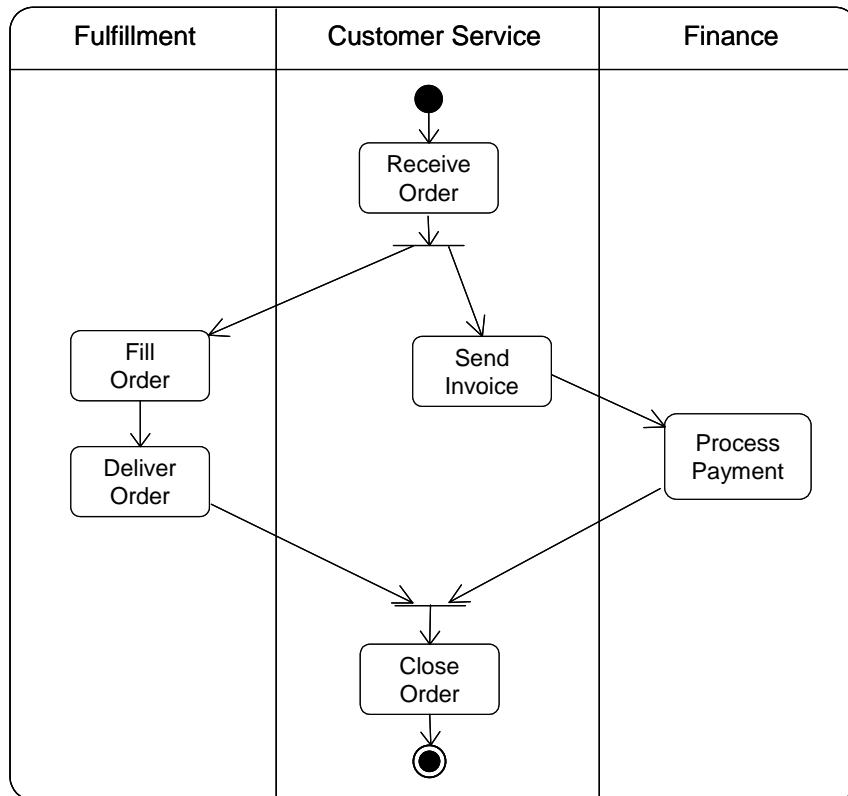 Fulfillment
Customer Service
Finance
Receive
Order
Fill
Order
Send
Invoice
Deliver
Order
Process
Payment
Close
Order